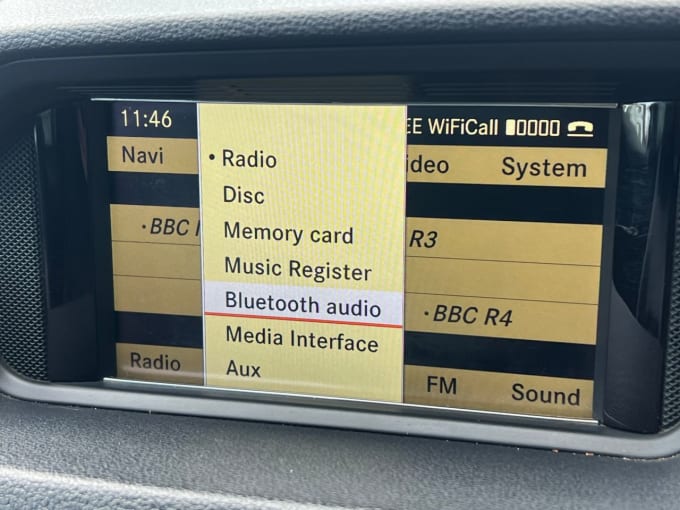 11:46
EE WiFiCall
Navi
ideo
System
• Radio
Disc
Memory card
Music Register
Bluetooth audio
Media Interface
Aux
•BBC
R3
•BBC R4
Radio
FM
Sound